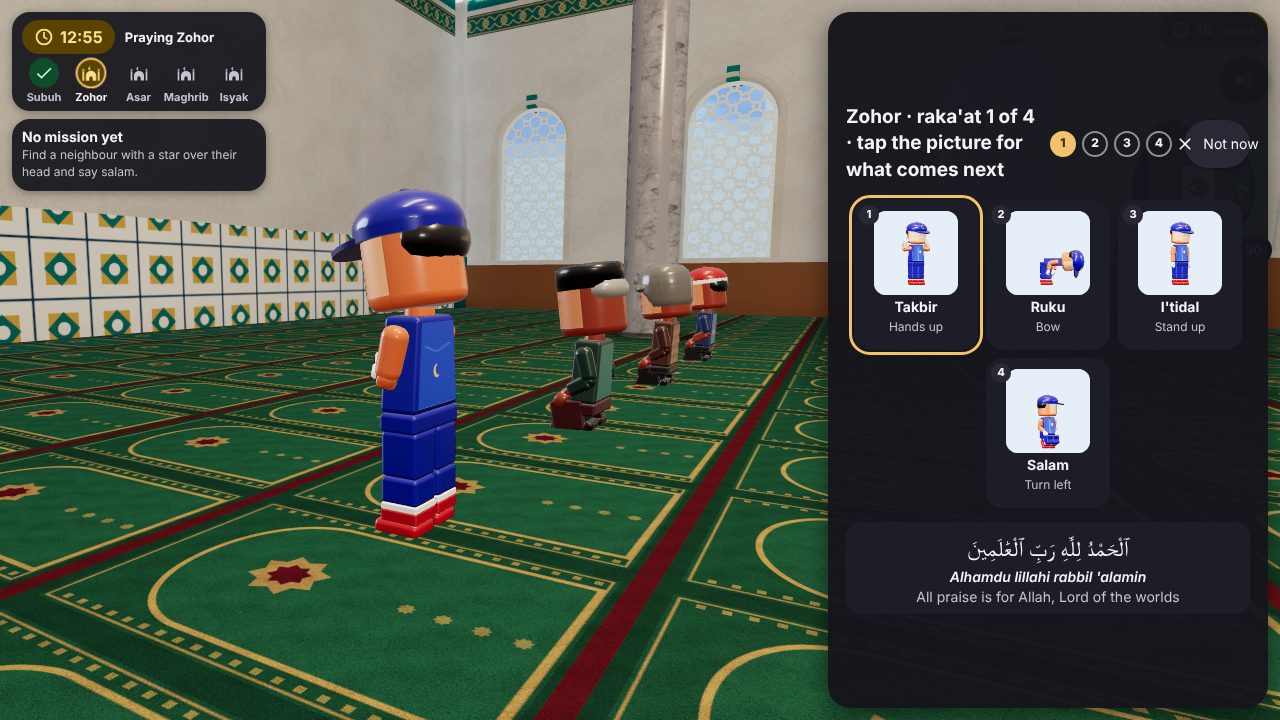 12:55 Praying Zohor
Subuh Zohor Asar Maghrib Isyak
No mission yet
Find a neighbour with a star over their
head and say salam.
Zohor · raka'at 1 of 4
· tap the picture for
what comes next
1 2 3 4 Not now
1 2 3
Takbir Ruku I'tidal
Hands up Bow Stand up
4
Salam
Turn left
ٱلْحَمْدُ لِلَّٰهِ رَبِّ ٱلْعَٰلَمِينَ
Alhamdu lillahi rabbil 'alamin
All praise is for Allah, Lord of the worlds